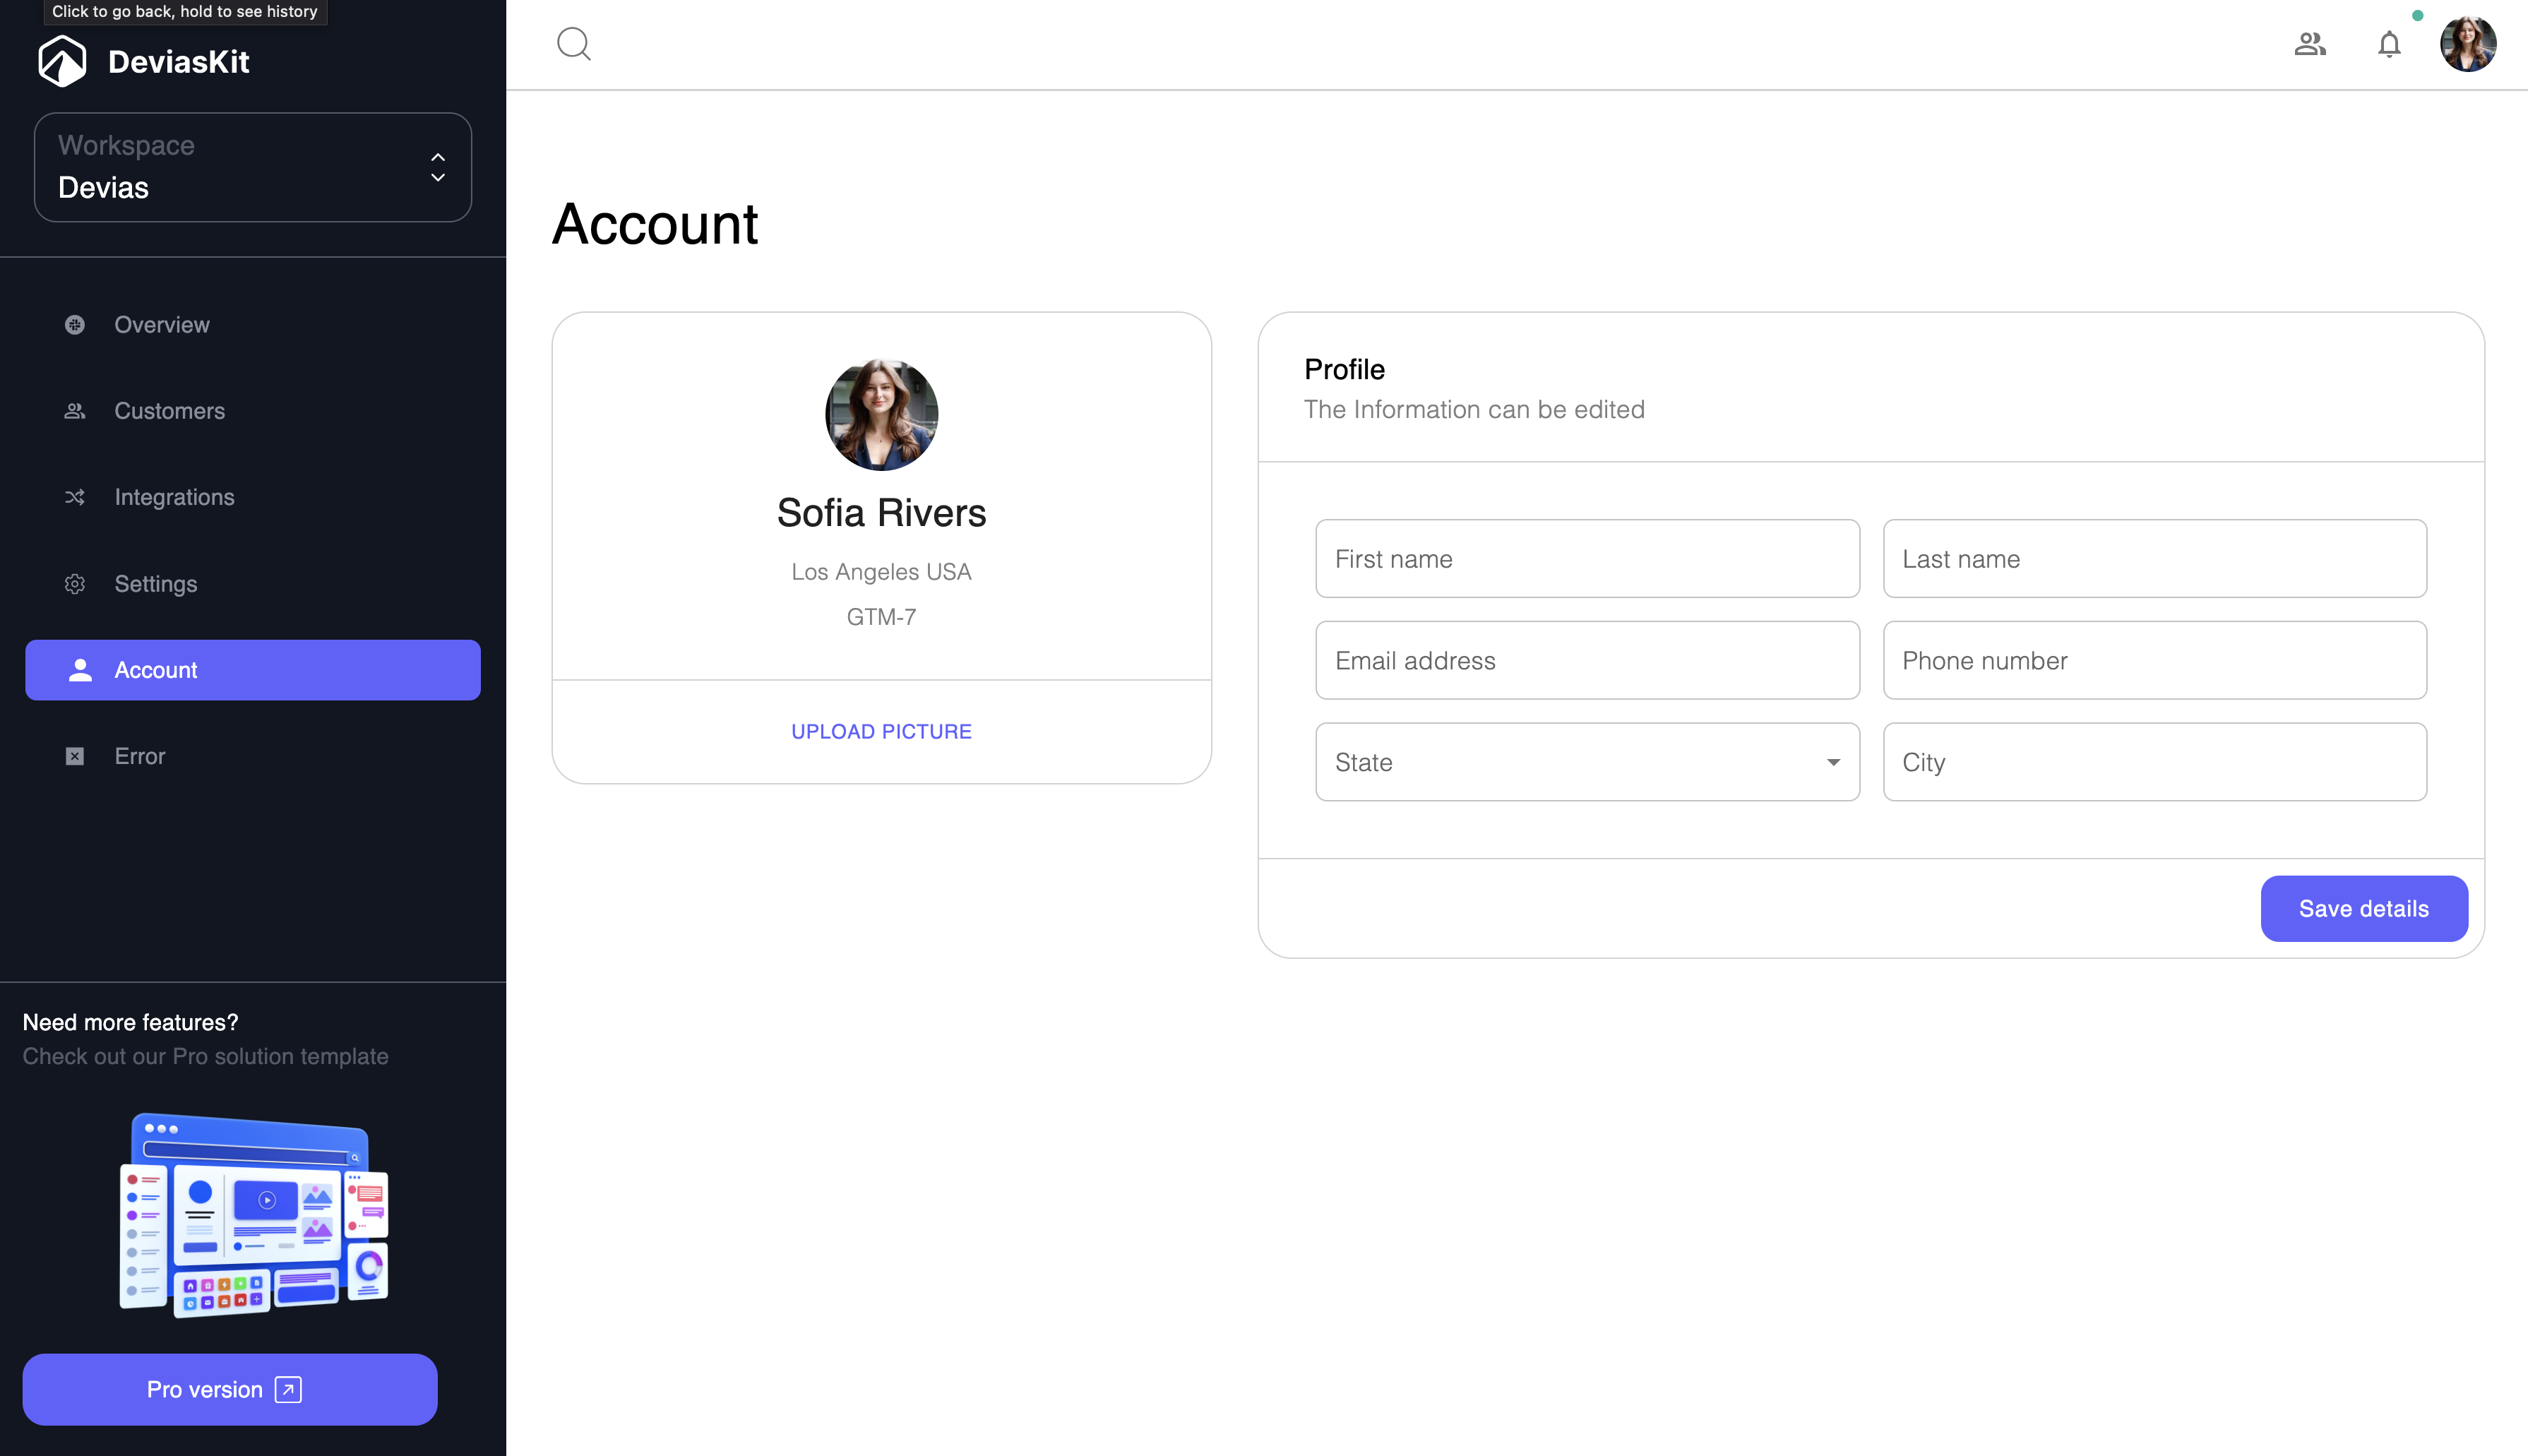 Click to go back, hold to see history
DeviasKit
Workspace
Devias
Overview
Customers
Integrations
Settings
Account
Error
Need more features?
Check out our Pro solution template
Pro version
Account
Sofia Rivers
Los Angeles USA
GTM-7
UPLOAD PICTURE
Profile
The Information can be edited
First name
Last name
Email address
Phone number
State
City
Save details